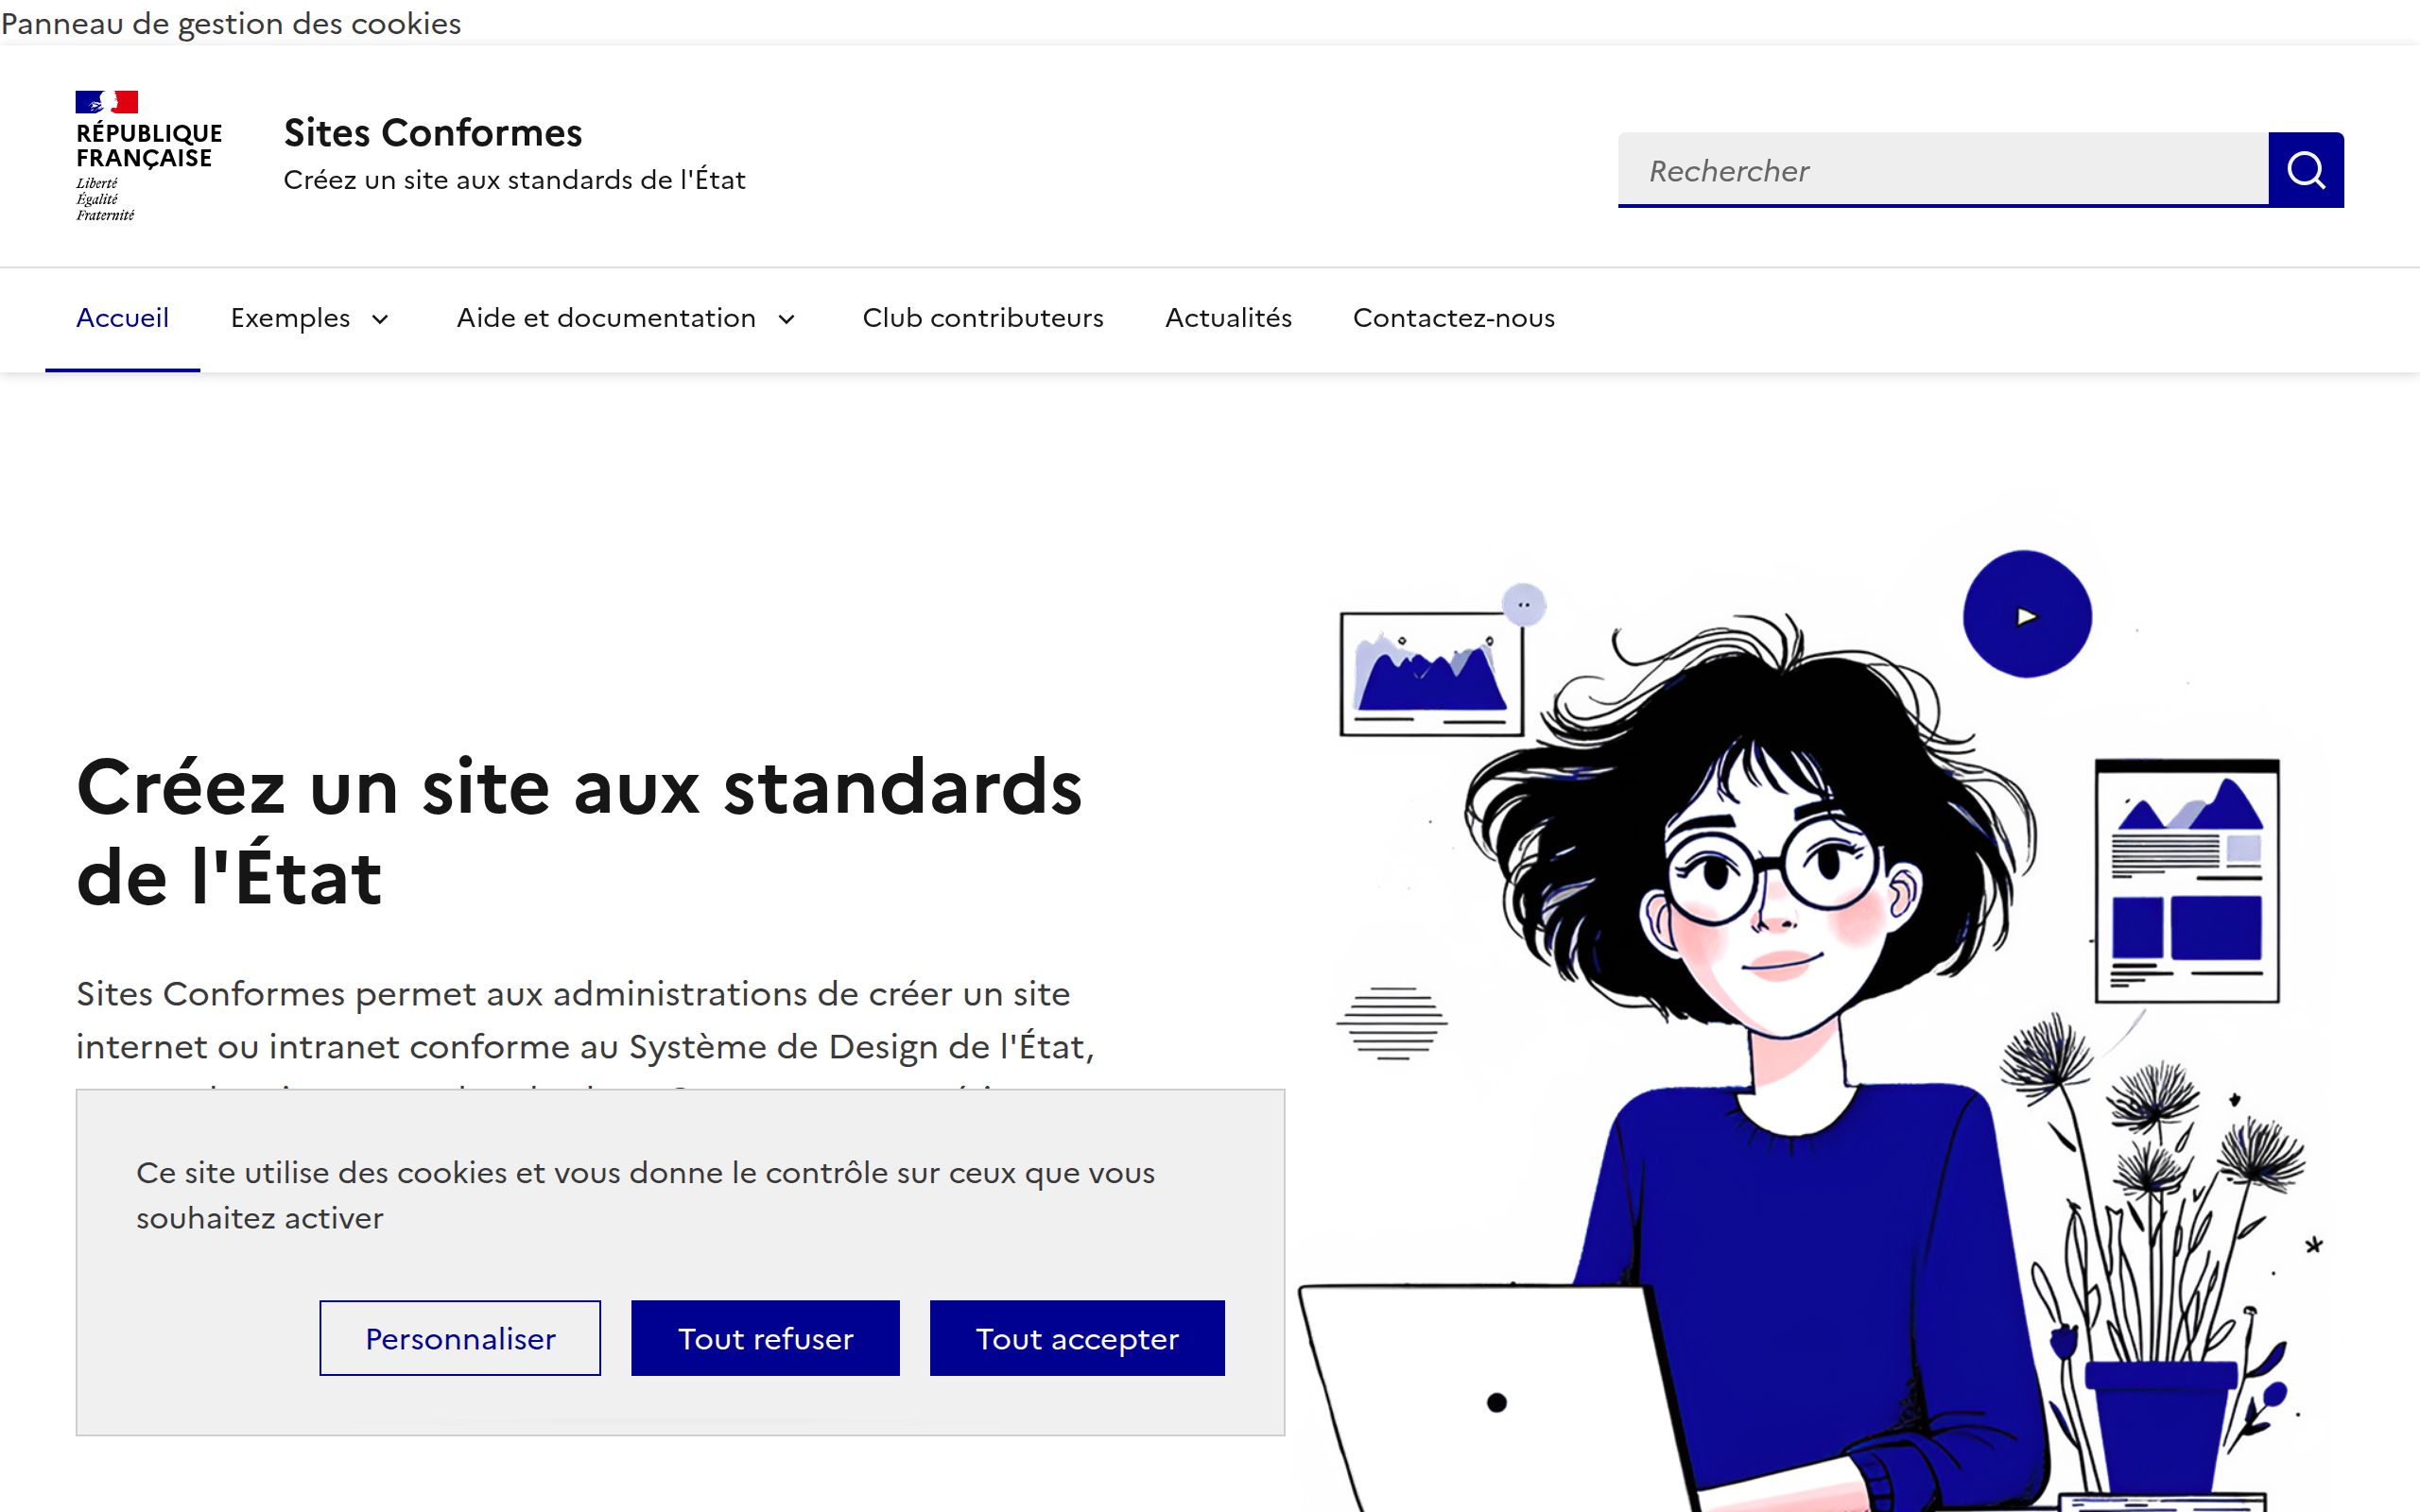 Panneau de gestion des cookies
RÉPUBLIQUE
FRANÇAISE
Liberté
Égalité
Fraternité
Sites Conformes
Créez un site aux standards de l'État
Rechercher
Accueil
Exemples
Aide et documentation
Club contributeurs
Actualités
Contactez-nous
Créez un site aux standards
de l'État
Sites Conformes permet aux administrations de créer un site
internet ou intranet conforme au Système de Design de l'État,
Ce site utilise des cookies et vous donne le contrôle sur ceux que vous
souhaitez activer
Personnaliser
Tout refuser
Tout accepter